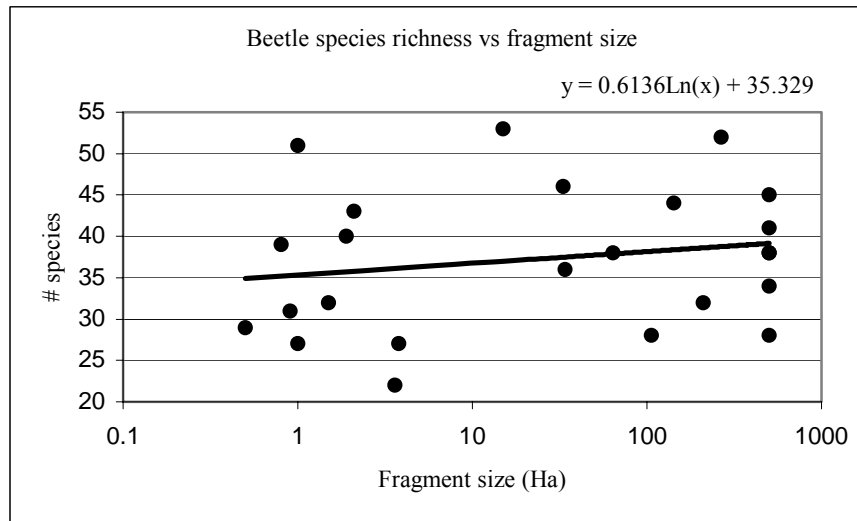 Beetle species richness vs fragment size
y = 0.6136Ln(x) + 35.329
55
50
45
40
35
30
25
20
# species
0.1 1 10 100 1000
Fragment size (Ha)